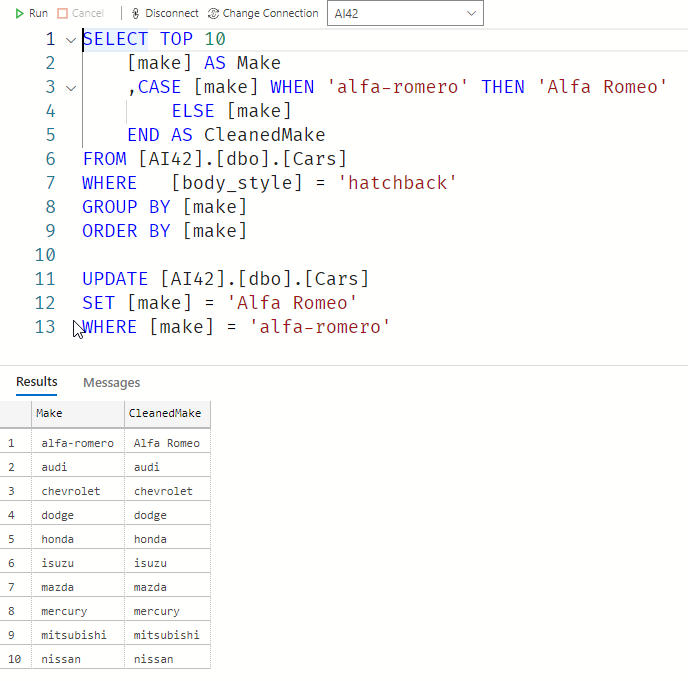 Run Cancel Disconnect Change Connection AI42
1 SELECT TOP 10
2 [make] AS Make
3 ,CASE [make] WHEN 'alfa-romero' THEN 'Alfa Romeo'
4 ELSE [make]
5 END AS CleanedMake
6 FROM [AI42].[dbo].[Cars]
7 WHERE [body_style] = 'hatchback'
8 GROUP BY [make]
9 ORDER BY [make]
10
11 UPDATE [AI42].[dbo].[Cars]
12 SET [make] = 'Alfa Romeo'
13 WHERE [make] = 'alfa-romero'
Results Messages
Make CleanedMake
1 alfa-romero Alfa Romeo
2 audi audi
3 chevrolet chevrolet
4 dodge dodge
5 honda honda
6 isuzu isuzu
7 mazda mazda
8 mercury mercury
9 mitsubishi mitsubishi
10 nissan nissan